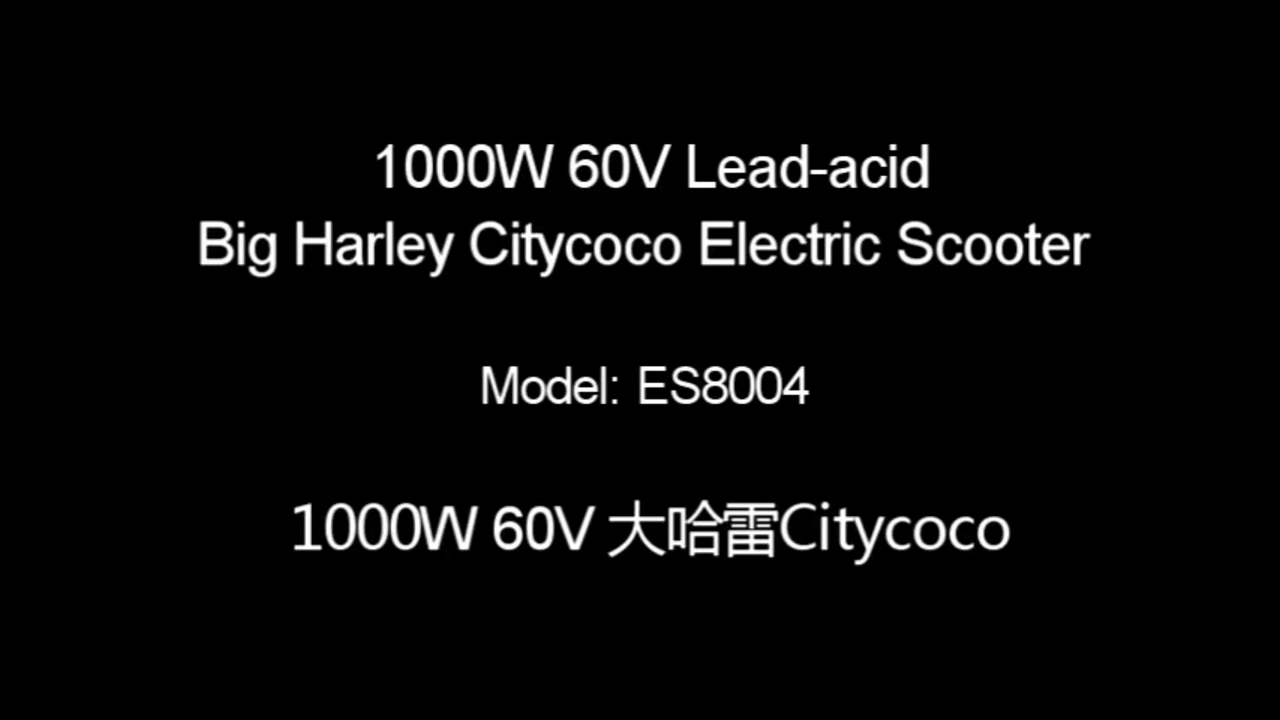 1000W 60V Lead-acid
Big Harley Citycoco Electric Scooter
Model: ES8004
1000W 60V 大哈雷Citycoco